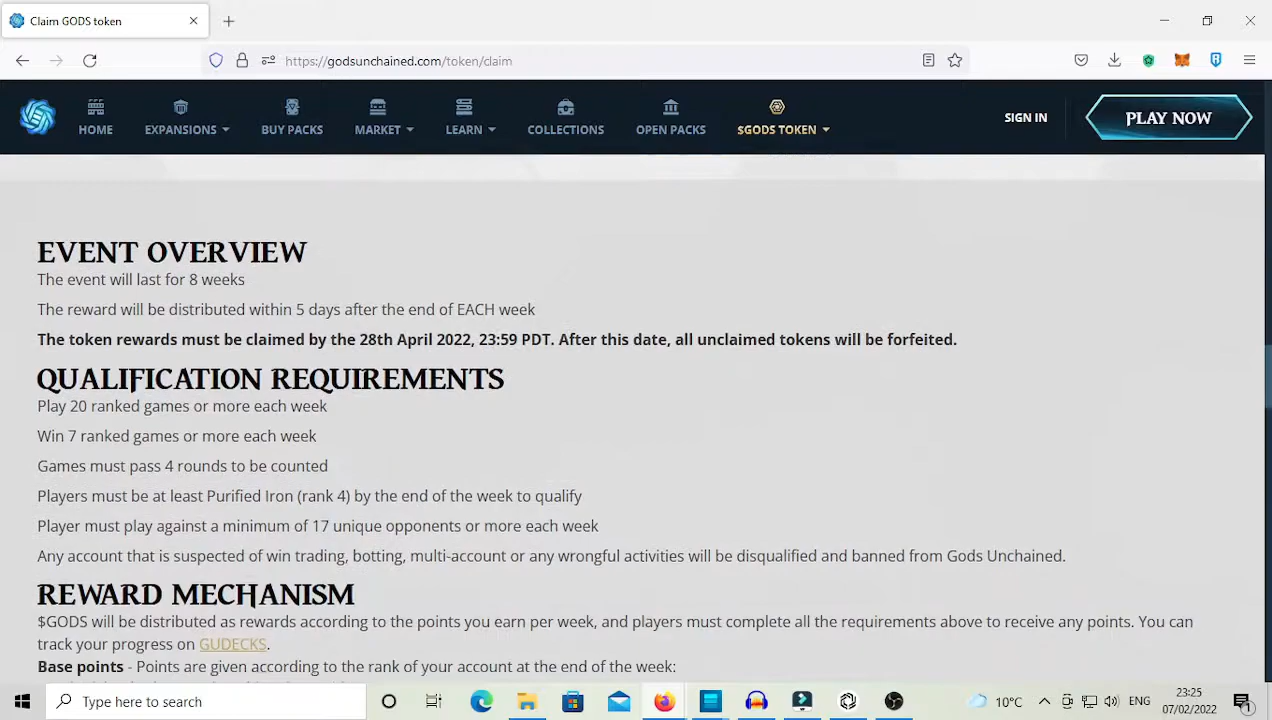 Claim GODS token
https://godsunchained.com/token/claim
HOME
EXPANSIONS
BUY PACKS
MARKET
LEARN
COLLECTIONS
OPEN PACKS
$GODS TOKEN
SIGN IN
PLAY NOW
EVENT OVERVIEW
The event will last for 8 weeks
The reward will be distributed within 5 days after the end of EACH week
The token rewards must be claimed by the 28th April 2022, 23:59 PDT. After this date, all unclaimed tokens will be forfeited.
QUALIFICATION REQUIREMENTS
Play 20 ranked games or more each week
Win 7 ranked games or more each week
Games must pass 4 rounds to be counted
Players must be at least Purified Iron (rank 4) by the end of the week to qualify
Player must play against a minimum of 17 unique opponents or more each week
Any account that is suspected of win trading, botting, multi-account or any wrongful activities will be disqualified and banned from Gods Unchained.
REWARD MECHANISM
$GODS will be distributed as rewards according to the points you earn per week, and players must complete all the requirements above to receive any points. You can
track your progress on GUDECKS.
Base points - Points are given according to the rank of your account at the end of the week:
Type here to search
10°C
ENG
23:25
07/02/2022
1